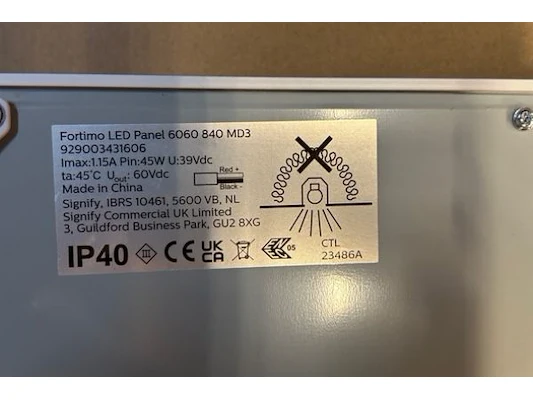 Fortimo LED Panel 6060 840 MD3
929003431606
Imax:1.15A Pin:45W U:39Vdc
ta:45°C Uout: 60Vdc
Red +
Black -
Made in China
Signify, IBRS 10461, 5600 VB, NL
Signify Commercial UK Limited
3, Guildford Business Park, GU2 8XG
IP40 III CE UK CA 05
CTL
23486A